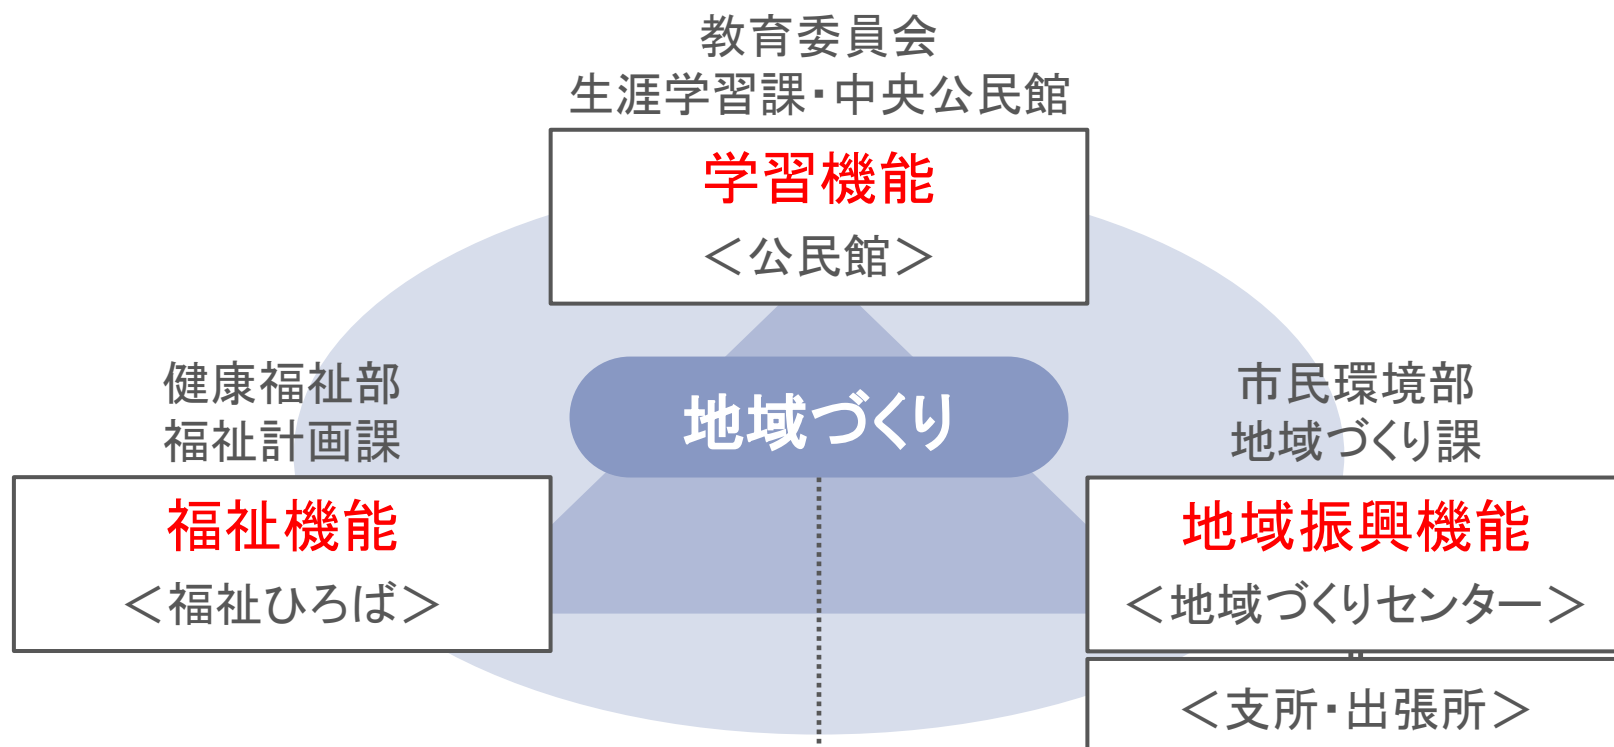 教育委員会
生涯学習課・中央公民館
学習機能
＜公民館＞
地域づくり
健康福祉部
福祉計画課
福祉機能
＜福祉ひろば＞
市民環境部
地域づくり課
地域振興機能
＜地域づくりセンター＞
＜支所・出張所＞